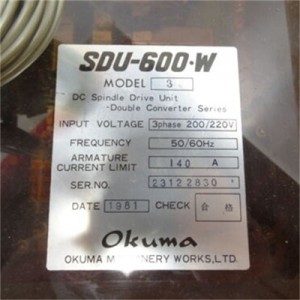 SDU-600·W
MODEL 3
DC Spindle Drive Unit
-Double Converter Series
INPUT VOLTAGE 3phase 200/220V
FREQUENCY 50/60Hz
ARMATURE CURRENT LIMIT 140 A
SER.NO. 23122830
DATE 1981 CHECK 合格
Okuma
OKUMA MACHINERY WORKS,LTD.